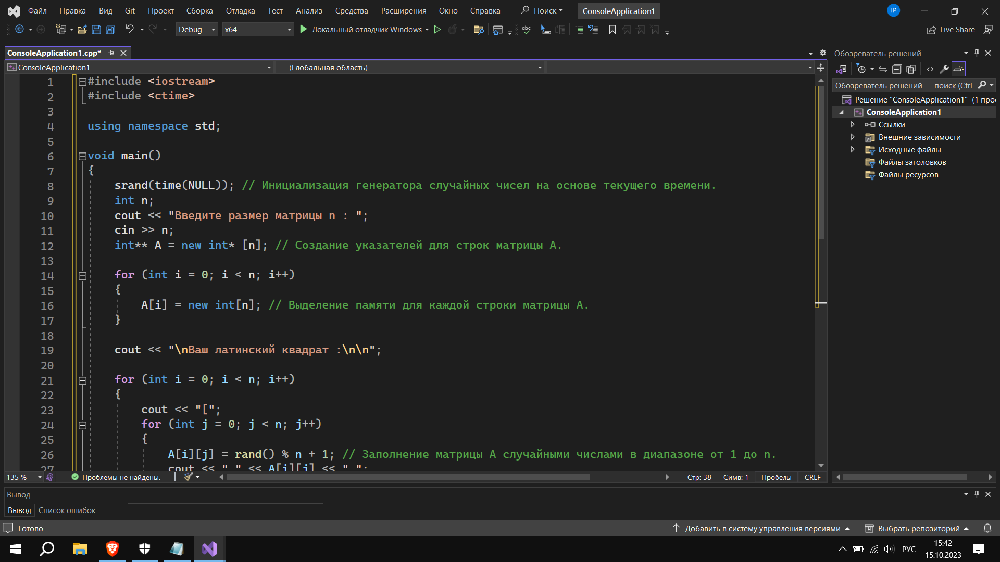 Файл Правка Вид Git Проект Сборка Отладка Тест Анализ Средства Расширения Окно Справка Поиск ConsoleApplication1 IP
Debug x64 Локальный отладчик Windows abc Live Share
ConsoleApplication1.cpp*
ConsoleApplication1 (Глобальная область)
1 #include <iostream>
2 #include <ctime>
3
4 using namespace std;
5
6 void main()
7 {
8 srand(time(NULL)); // Инициализация генератора случайных чисел на основе текущего времени.
9 int n;
10 cout << "Введите размер матрицы n : ";
11 cin >> n;
12 int** A = new int* [n]; // Создание указателей для строк матрицы A.
13
14 for (int i = 0; i < n; i++)
15 {
16 A[i] = new int[n]; // Выделение памяти для каждой строки матрицы A.
17 }
18
19 cout << "\nВаш латинский квадрат :\n\n";
20
21 for (int i = 0; i < n; i++)
22 {
23 cout << "[";
24 for (int j = 0; j < n; j++)
25 {
26 A[i][j] = rand() % n + 1; // Заполнение матрицы A случайными числами в диапазоне от 1 до n.
27 cout << " " << A[i][j] << " ";
135 % Проблемы не найдены. Стр: 38 Симв: 1 Пробелы CRLF
Обозреватель решений
Обозреватель решений — поиск (Ctrl
Решение "ConsoleApplication1" (1 прое
ConsoleApplication1
Ссылки
Внешние зависимости
Исходные файлы
Файлы заголовков
Файлы ресурсов
Вывод
Вывод Список ошибок
Готово Добавить в систему управления версиями Выбрать репозиторий
РУС 15:42
15.10.2023